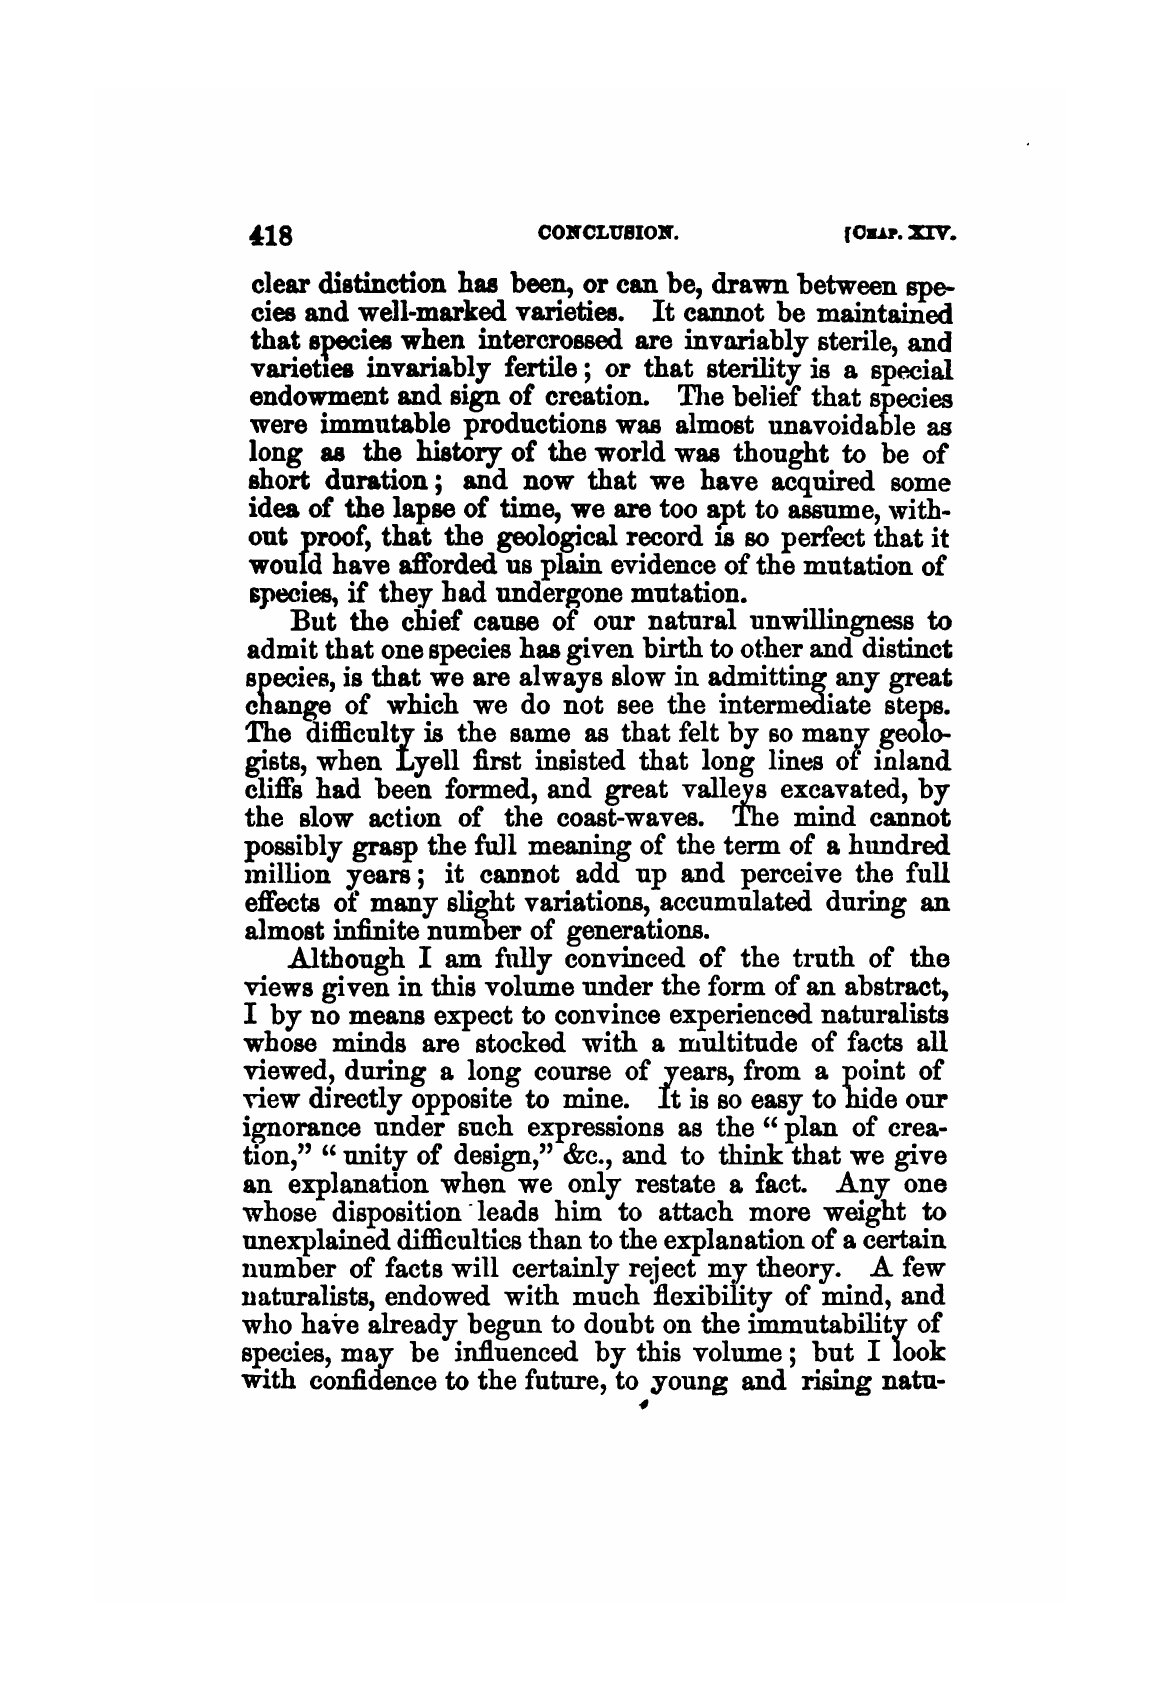 418 CONCLUSION. [CHAP. XIV.
clear distinction has been, or can be, drawn between spe-
cies and well-marked varieties. It cannot be maintained
that species when intercrossed are invariably sterile, and
varieties invariably fertile; or that sterility is a special
endowment and sign of creation. The belief that species
were immutable productions was almost unavoidable as
long as the history of the world was thought to be of
short duration; and now that we have acquired some
idea of the lapse of time, we are too apt to assume, with-
out proof, that the geological record is so perfect that it
would have afforded us plain evidence of the mutation of
species, if they had undergone mutation.
But the chief cause of our natural unwillingness to
admit that one species has given birth to other and distinct
species, is that we are always slow in admitting any great
change of which we do not see the intermediate steps.
The difficulty is the same as that felt by so many geolo-
gists, when Lyell first insisted that long lines of inland
cliffs had been formed, and great valleys excavated, by
the slow action of the coast-waves. The mind cannot
possibly grasp the full meaning of the term of a hundred
million years; it cannot add up and perceive the full
effects of many slight variations, accumulated during an
almost infinite number of generations.
Although I am fully convinced of the truth of the
views given in this volume under the form of an abstract,
I by no means expect to convince experienced naturalists
whose minds are stocked with a multitude of facts all
viewed, during a long course of years, from a point of
view directly opposite to mine. It is so easy to hide our
ignorance under such expressions as the "plan of crea-
tion," "unity of design," &c., and to think that we give
an explanation when we only restate a fact. Any one
whose disposition leads him to attach more weight to
unexplained difficulties than to the explanation of a certain
number of facts will certainly reject my theory. A few
naturalists, endowed with much flexibility of mind, and
who have already begun to doubt on the immutability of
species, may be influenced by this volume; but I look
with confidence to the future, to young and rising natu-